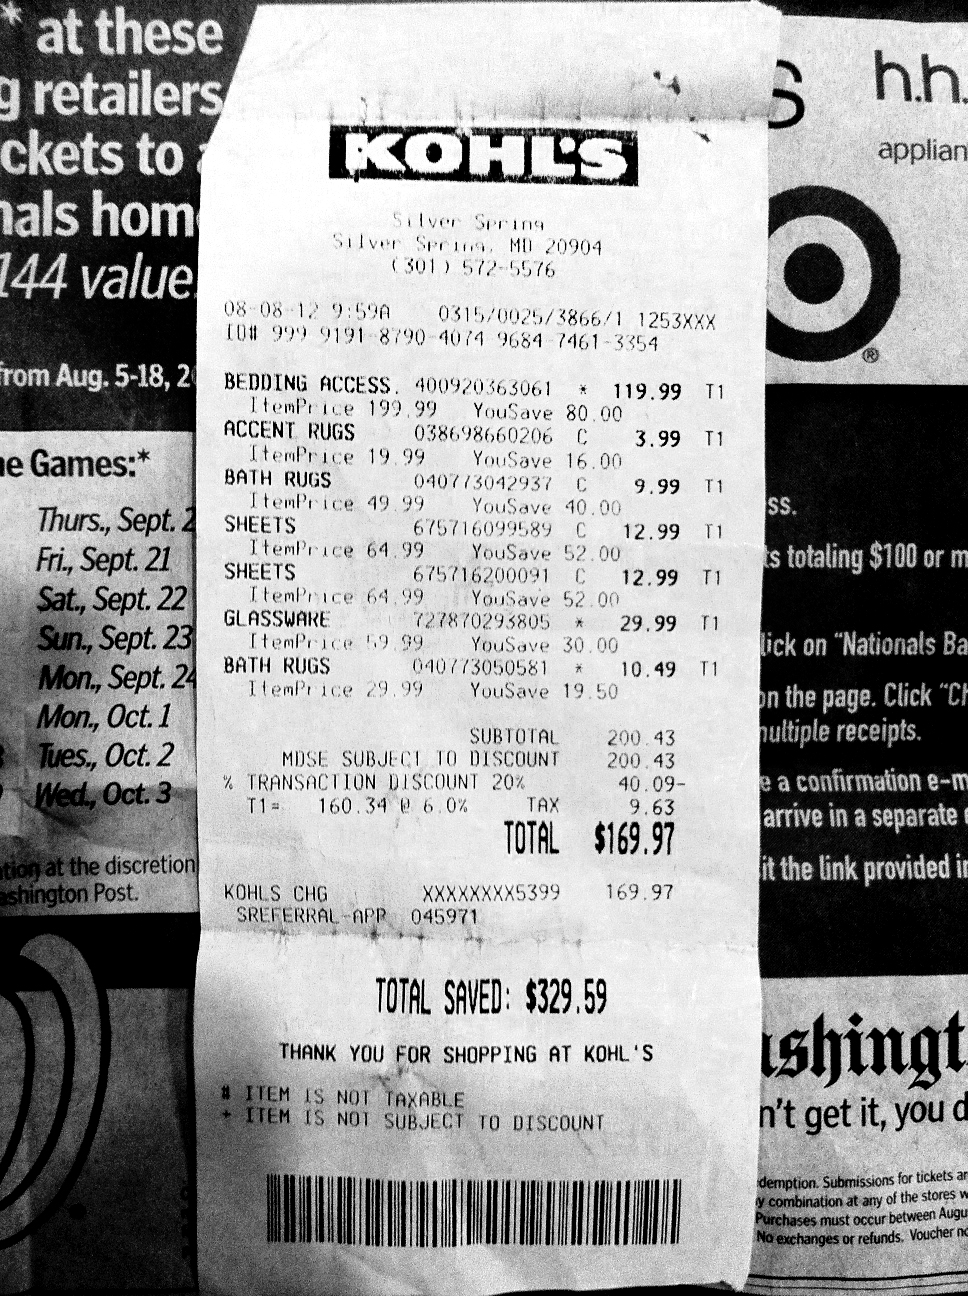 * at these
g retailers
ckets to a
nals hom
144 value.
from Aug. 5-18, 2
e Games:*
Thurs., Sept. 2
Fri., Sept. 21
Sat., Sept. 22
Sun., Sept. 23
Mon., Sept. 24
Mon., Oct. 1
Tues., Oct. 2
Wed., Oct. 3
tion at the discretion
ashington Post.
KOHL'S
Silver Spring
Silver Spring, MD 20904
(301) 572-5576
08-08-12 9:59A 0315/0025/3866/1 1253XXX
ID# 999 9191-8790-4074 9684-7461-3354
BEDDING ACCESS. 400920363061 * 119.99 T1
ItemPrice 199.99 YouSave 80.00
ACCENT RUGS 038698660206 C 3.99 T1
ItemPrice 19.99 YouSave 16.00
BATH RUGS 040773042937 C 9.99 T1
ItemPrice 49.99 YouSave 40.00
SHEETS 675716099589 C 12.99 T1
ItemPrice 64.99 YouSave 52.00
SHEETS 675716200091 C 12.99 T1
ItemPrice 64.99 YouSave 52.00
GLASSWARE 727870293805 * 29.99 T1
ItemPrice 59.99 YouSave 30.00
BATH RUGS 040773050581 * 10.49 T1
ItemPrice 29.99 YouSave 19.50
SUBTOTAL 200.43
MDSE SUBJECT TO DISCOUNT 200.43
% TRANSACTION DISCOUNT 20% 40.09-
T1= 160.34 @ 6.0% TAX 9.63
TOTAL $169.97
KOHLS CHG XXXXXXXX5399 169.97
SREFERRAL-APP 045971
TOTAL SAVED: $329.59
THANK YOU FOR SHOPPING AT KOHL'S
# ITEM IS NOT TAXABLE
+ ITEM IS NOT SUBJECT TO DISCOUNT
s h.h.
applian
®
ss.
ts totaling $100 or m
lick on "Nationals Ba
on the page. Click "Ch
multiple receipts.
e a confirmation e-m
arrive in a separate
it the link provided in
ashingt
n't get it, you d
demption. Submissions for tickets ar
y combination at any of the stores w
Purchases must occur between Augu
No exchanges or refunds. Voucher no